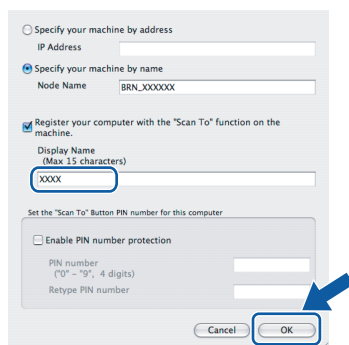 Specify your machine by address
IP Address
Specify your machine by name
Node Name
BRN_XXXXXX
Register your computer with the "Scan To" function on the
machine.
Display Name
(Max 15 characters)
XXXX
Set the "Scan To" Button PIN number for this computer
Enable PIN number protection
PIN number
("0" – "9", 4 digits)
Retype PIN number
Cancel
OK